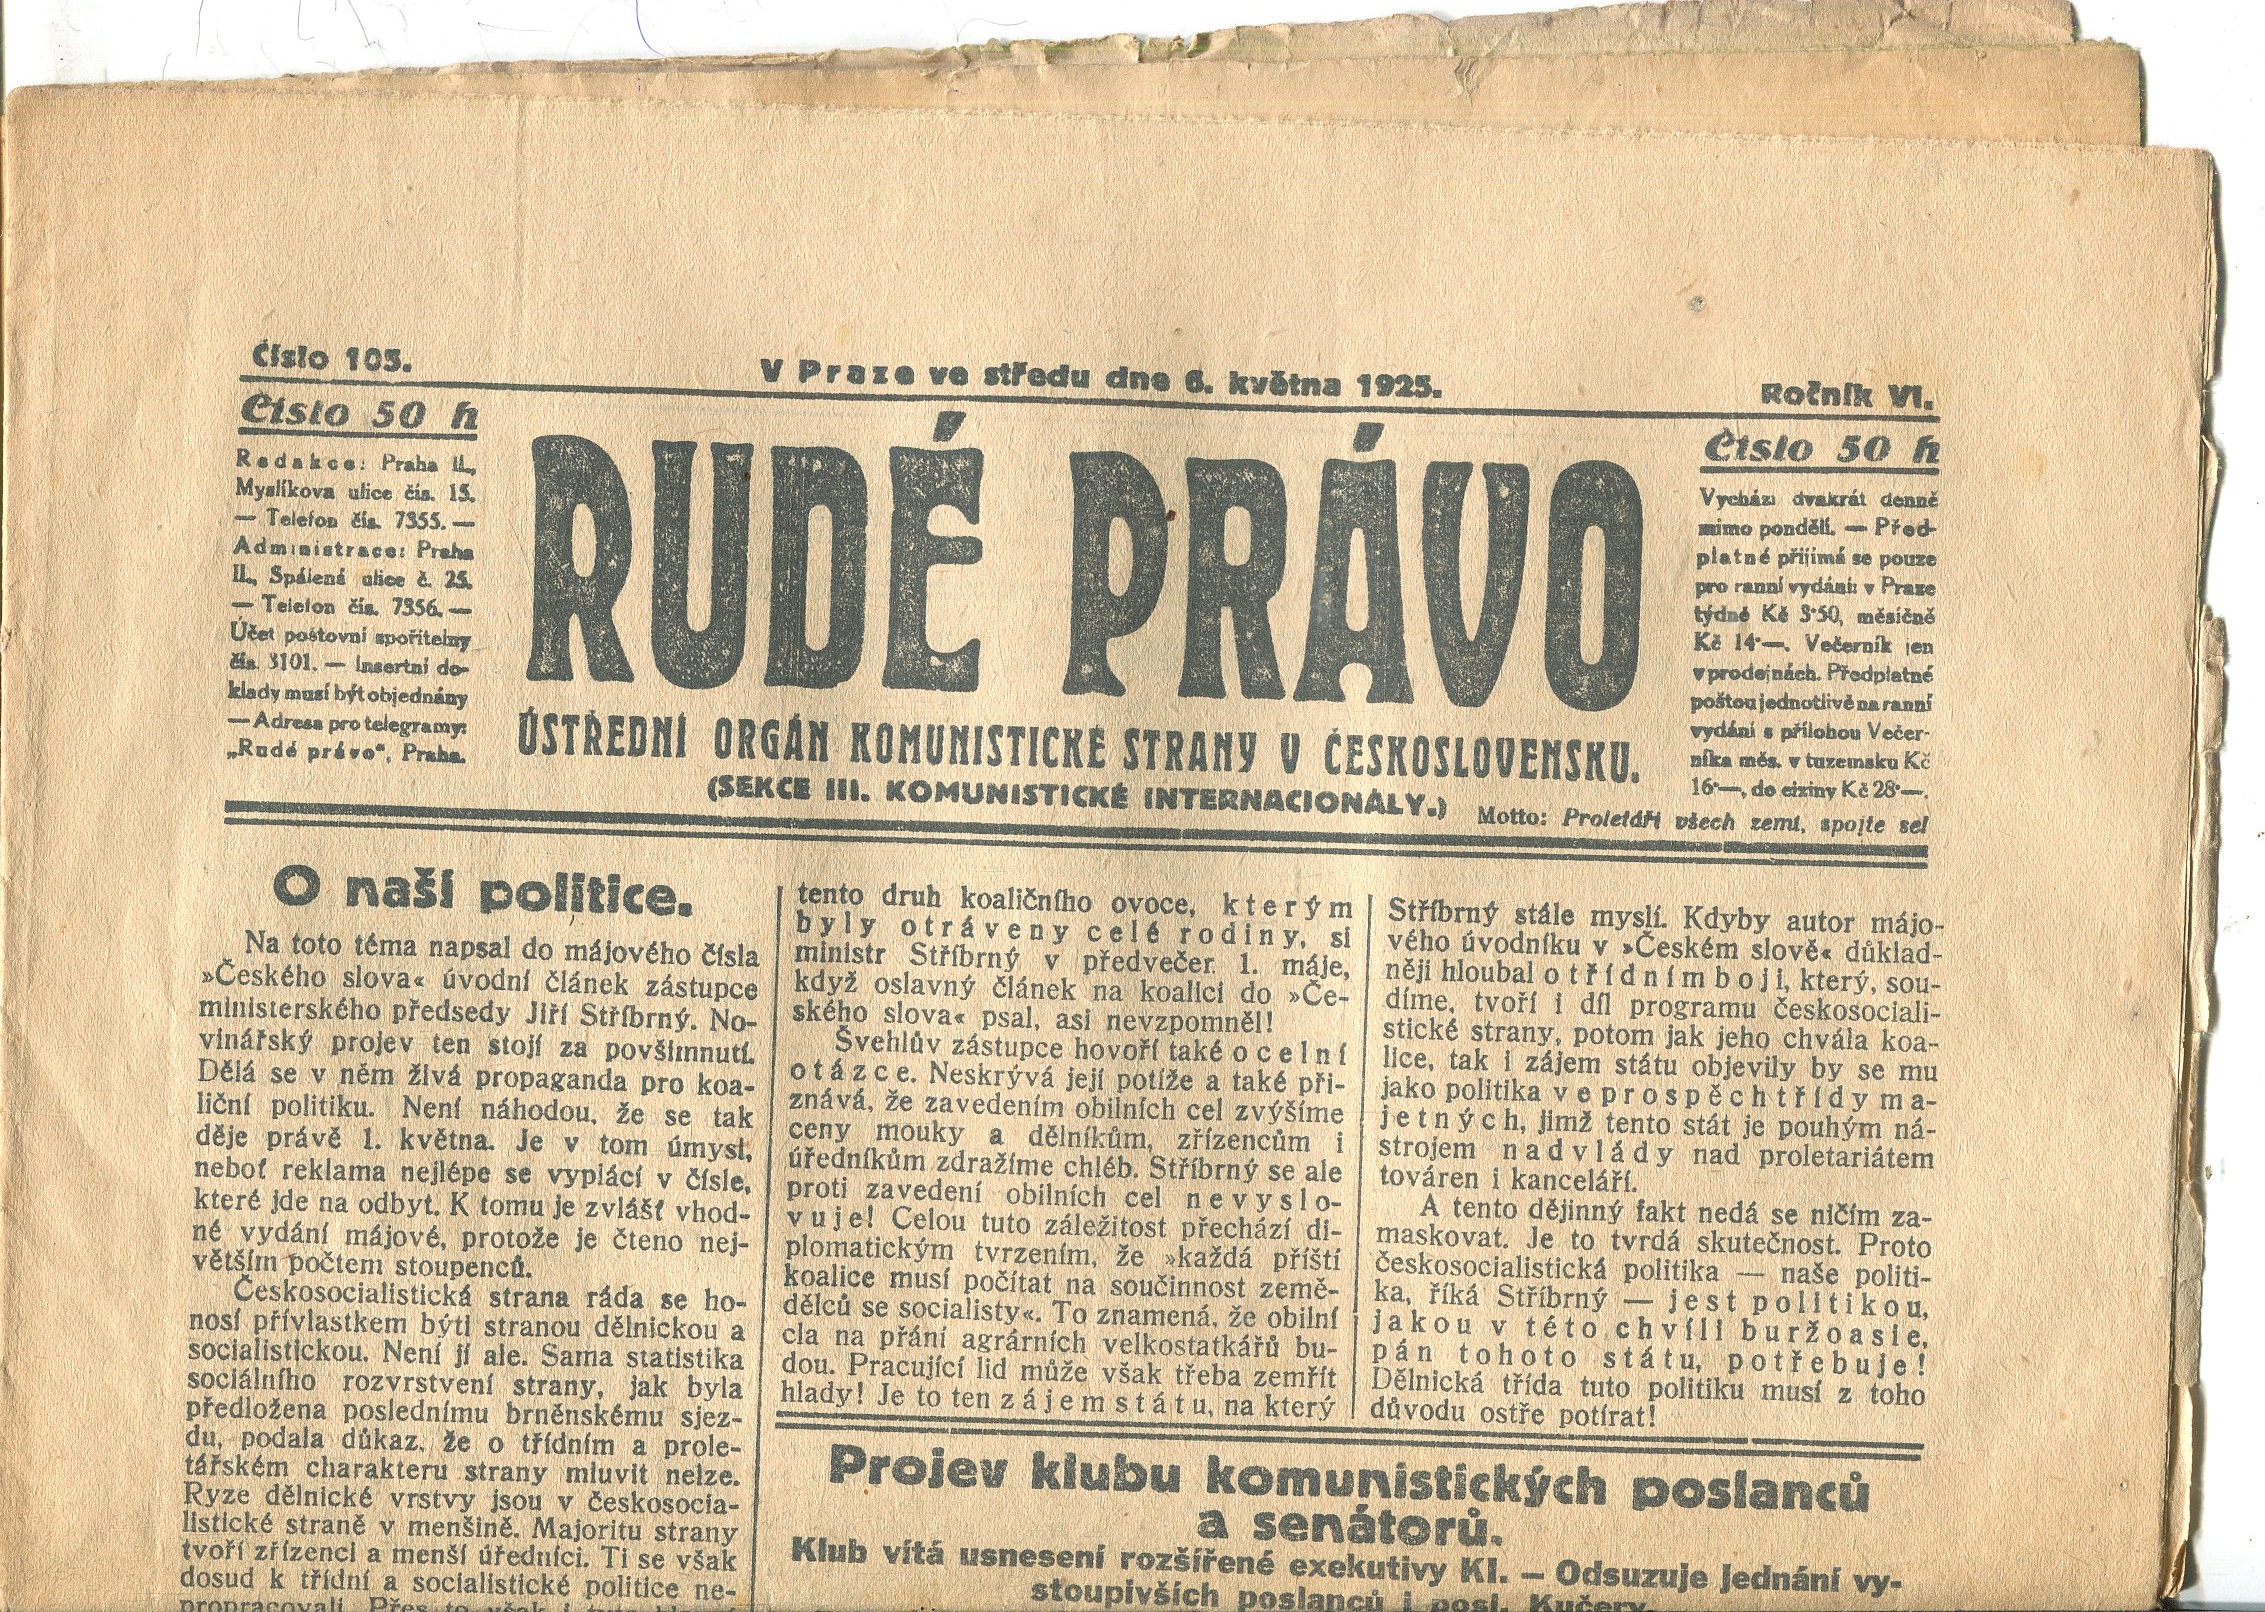 Číslo 105.
V Praze ve středu dne 6. května 1925.
Ročník VI.
Číslo 50 h
Redakce: Praha II.,
Myslíkova ulice čís. 15.
— Telefon čís. 7355. —
Administrace: Praha
II., Spálená ulice č. 25.
— Telefon čís. 7356. —
Účet poštovní spořitelny
čís. 3101. — Insertní do-
klady musí být objednány
— Adresa pro telegramy:
„Rudé právo“, Praha.
RUDÉ PRÁVO
ÚSTŘEDNÍ ORGÁN KOMUNISTICKÉ STRANY V ČESKOSLOVENSKU.
(SEKCE III. KOMUNISTICKÉ INTERNACIONÁLY.)
Číslo 50 h
Vychází dvakrát denně
mimo pondělí. — Před-
platné přijímá se pouze
pro ranní vydání: v Praze
týdně Kč 3·50, měsíčně
Kč 14·—. Večerník jen
v prodejnách. Předplatné
poštou jednotlivě na ranní
vydání s přílohou Večer-
níka měs. v tuzemsku Kč
16·—, do ciziny Kč 28·—.
Motto: Proletáři všech zemí, spojte se!
O naší politice.
Na toto téma napsal do májového čísla
»Českého slova« úvodní článek zástupce
ministerského předsedy Jiří Stříbrný. No-
vinářský projev ten stojí za povšimnutí.
Dělá se v něm živá propaganda pro koa-
liční politiku. Není náhodou, že se tak
děje právě 1. května. Je v tom úmysl,
neboť reklama nejlépe se vyplácí v čísle,
které jde na odbyt. K tomu je zvlášť vhod-
né vydání májové, protože je čteno nej-
větším počtem stoupenců.
Českosocialistická strana ráda se ho-
nosí přívlastkem býti stranou dělnickou a
socialistickou. Není jí ale. Sama statistika
sociálního rozvrstvení strany, jak byla
předložena poslednímu brněnskému sjez-
du, podala důkaz, že o třídním a prole-
tářském charakteru strany mluvit nelze.
Ryze dělnické vrstvy jsou v českosocia-
listické straně v menšině. Majoritu strany
tvoří zřízenci a menší úředníci. Ti se však
dosud k třídní a socialistické politice ne-
propracovali. Přes to však i tyto
tento druh koaličního ovoce, kterým
byly otráveny celé rodiny, si
ministr Stříbrný v předvečer 1. máje,
když oslavný článek na koalici do »Če-
ského slova« psal, asi nevzpomněl!
Švehlův zástupce hovoří také o celní
otázce. Neskrývá její potíže a také při-
znává, že zavedením obilních cel zvýšíme
ceny mouky a dělníkům, zřízencům i
úředníkům zdražíme chléb. Stříbrný se ale
proti zavedení obilních cel nevyslo-
vuje! Celou tuto záležitost přechází di-
plomatickým tvrzením, že »každá příští
koalice musí počítat na součinnost země-
dělců se socialisty«. To znamená, že obilní
cla na přání agrárních velkostatkářů bu-
dou. Pracující lid může však třeba zemřít
hlady! Je to ten zájem státu, na který
Stříbrný stále myslí. Kdyby autor májo-
vého úvodníku v »Českém slově« důklad-
něji hloubal o třídním boji, který, sou-
díme, tvoří i díl programu českosociali-
stické strany, potom jak jeho chvála koa-
lice, tak i zájem státu objevily by se mu
jako politika ve prospěch třídy ma-
jetných, jimž tento stát je pouhým ná-
strojem nadvlády nad proletariátem
továren i kanceláří.
A tento dějinný fakt nedá se ničím za-
maskovat. Je to tvrdá skutečnost. Proto
českosocialistická politika — naše politi-
ka, říká Stříbrný — jest politikou,
jakou v této chvíli buržoasie,
pán tohoto státu, potřebuje!
Dělnická třída tuto politiku musí z toho
důvodu ostře potírat!
Projev klubu komunistických poslanců
a senátorů.
Klub vítá usnesení rozšířené exekutivy KI. — Odsuzuje jednání vy-
stoupivších poslanců i posl. Kučery.